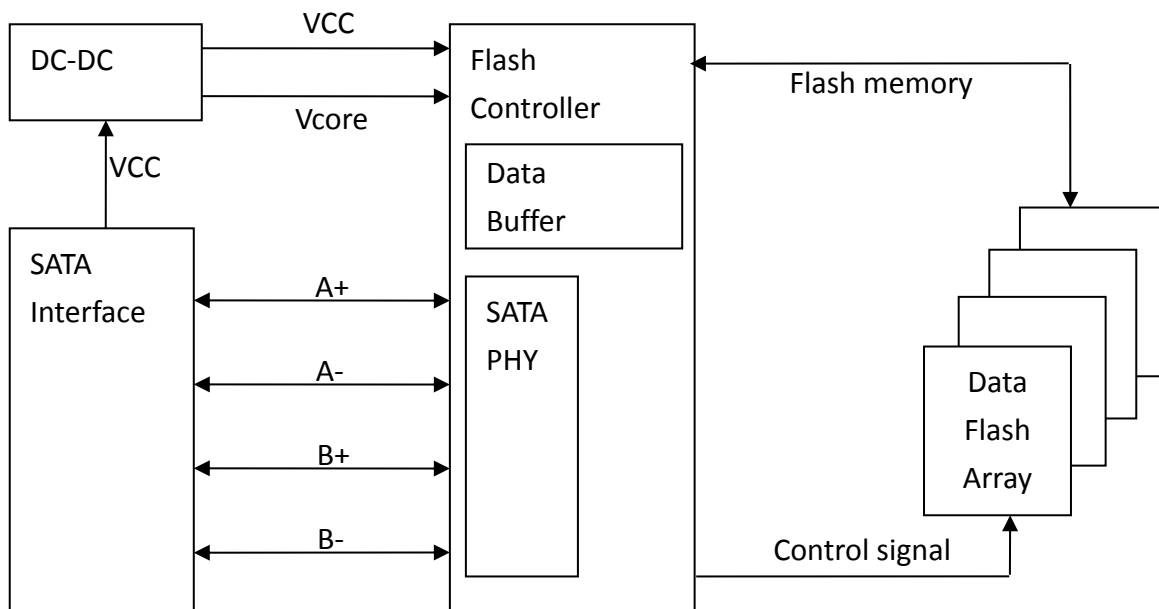 DC-DC
VCC
Vcore
VCC
SATA
Interface
A+
A-
B+
B-
Flash
Controller
Data
Buffer
SATA
PHY
Flash memory
Data
Flash
Array
Control signal